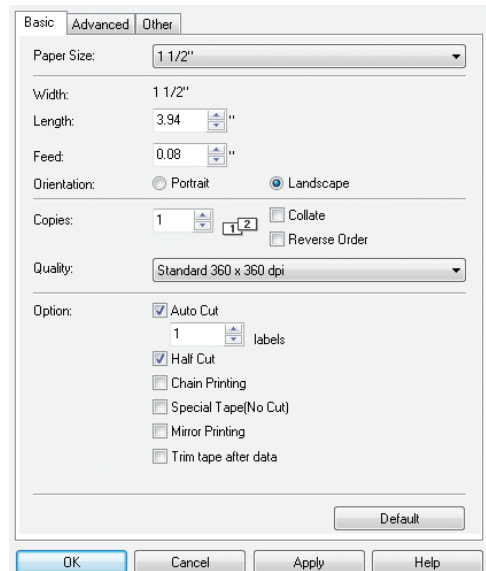 Basic Advanced Other
Paper Size: 1 1/2"
Width: 1 1/2"
Length: 3.94 "
Feed: 0.08 "
Orientation: Portrait Landscape
Copies: 1 1 2 Collate
Reverse Order
Quality: Standard 360 x 360 dpi
Option: Auto Cut
1 labels
Half Cut
Chain Printing
Special Tape(No Cut)
Mirror Printing
Trim tape after data
Default
OK Cancel Apply Help